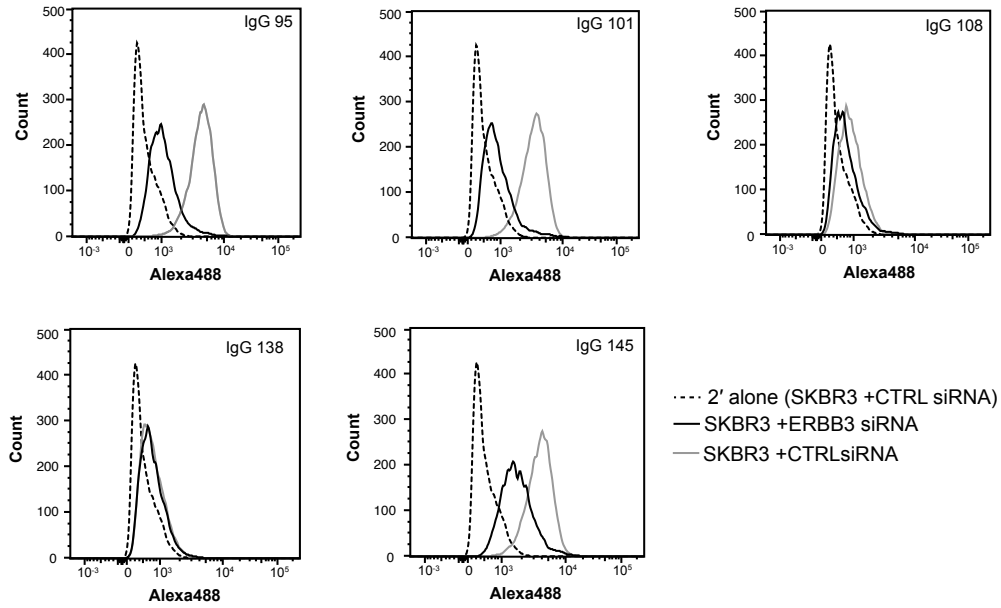 IgG 95
500
400
300
200
100
0
Count
10⁻³ 0 10³ 10⁴ 10⁵
Alexa488
IgG 101
500
400
300
200
100
0
Count
10⁻³ 0 10³ 10⁴ 10⁵
Alexa488
IgG 108
500
400
300
200
100
0
Count
10⁻³ 0 10³ 10⁴ 10⁵
Alexa488
IgG 138
500
400
300
200
100
0
Count
10⁻³ 0 10³ 10⁴ 10⁵
Alexa488
IgG 145
500
400
300
200
100
0
Count
10⁻³ 0 10³ 10⁴ 10⁵
Alexa488
2′ alone (SKBR3 +CTRL siRNA)
SKBR3 +ERBB3 siRNA
SKBR3 +CTRLsiRNA